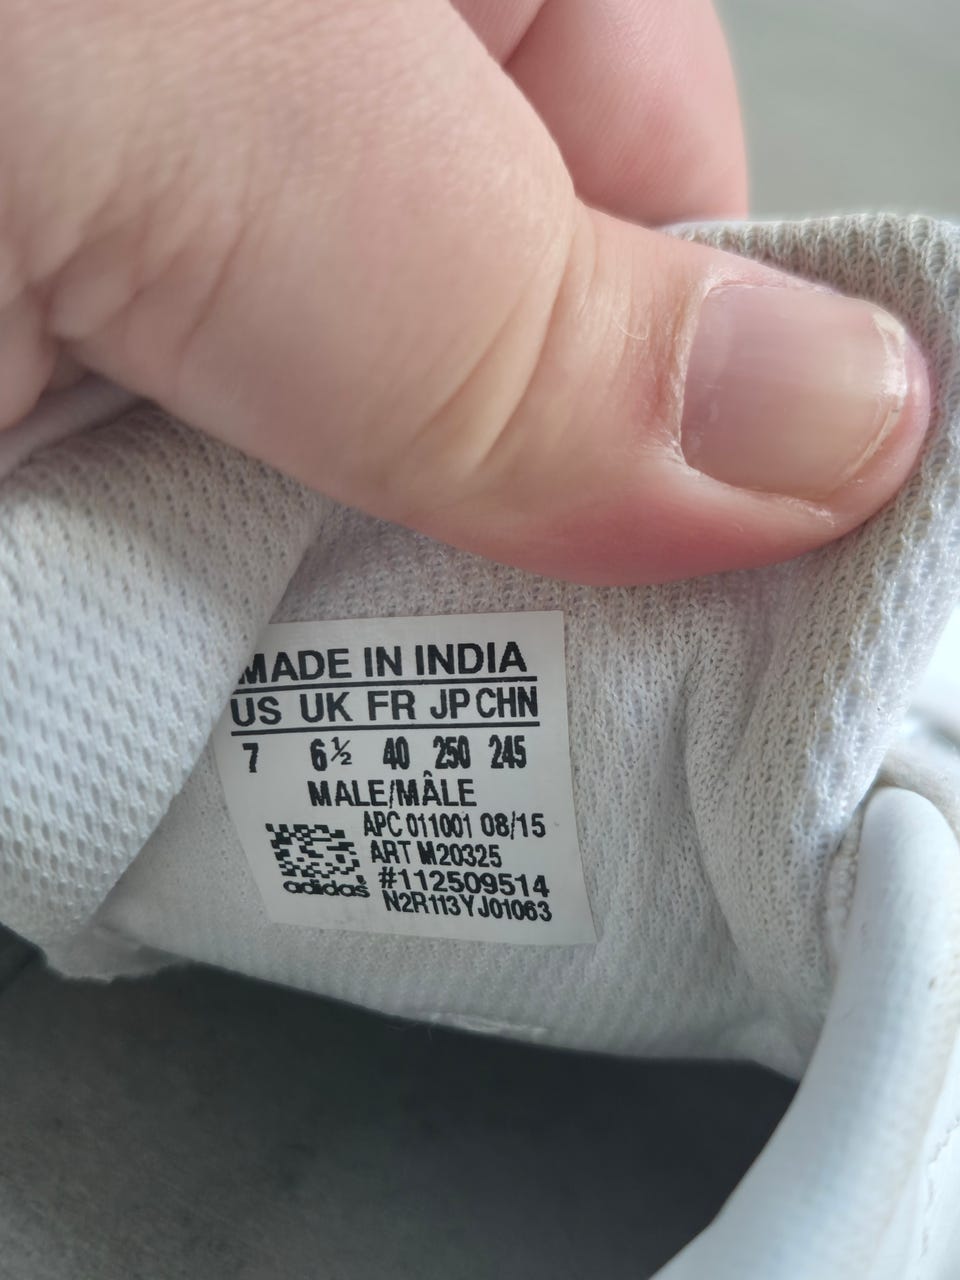 MADE IN INDIA
US UK FR JP CHN
7 6½ 40 250 245
MALE/MÂLE
APC 011001 08/15
ART M20325
#112509514
adidas
N2R113YJ01063